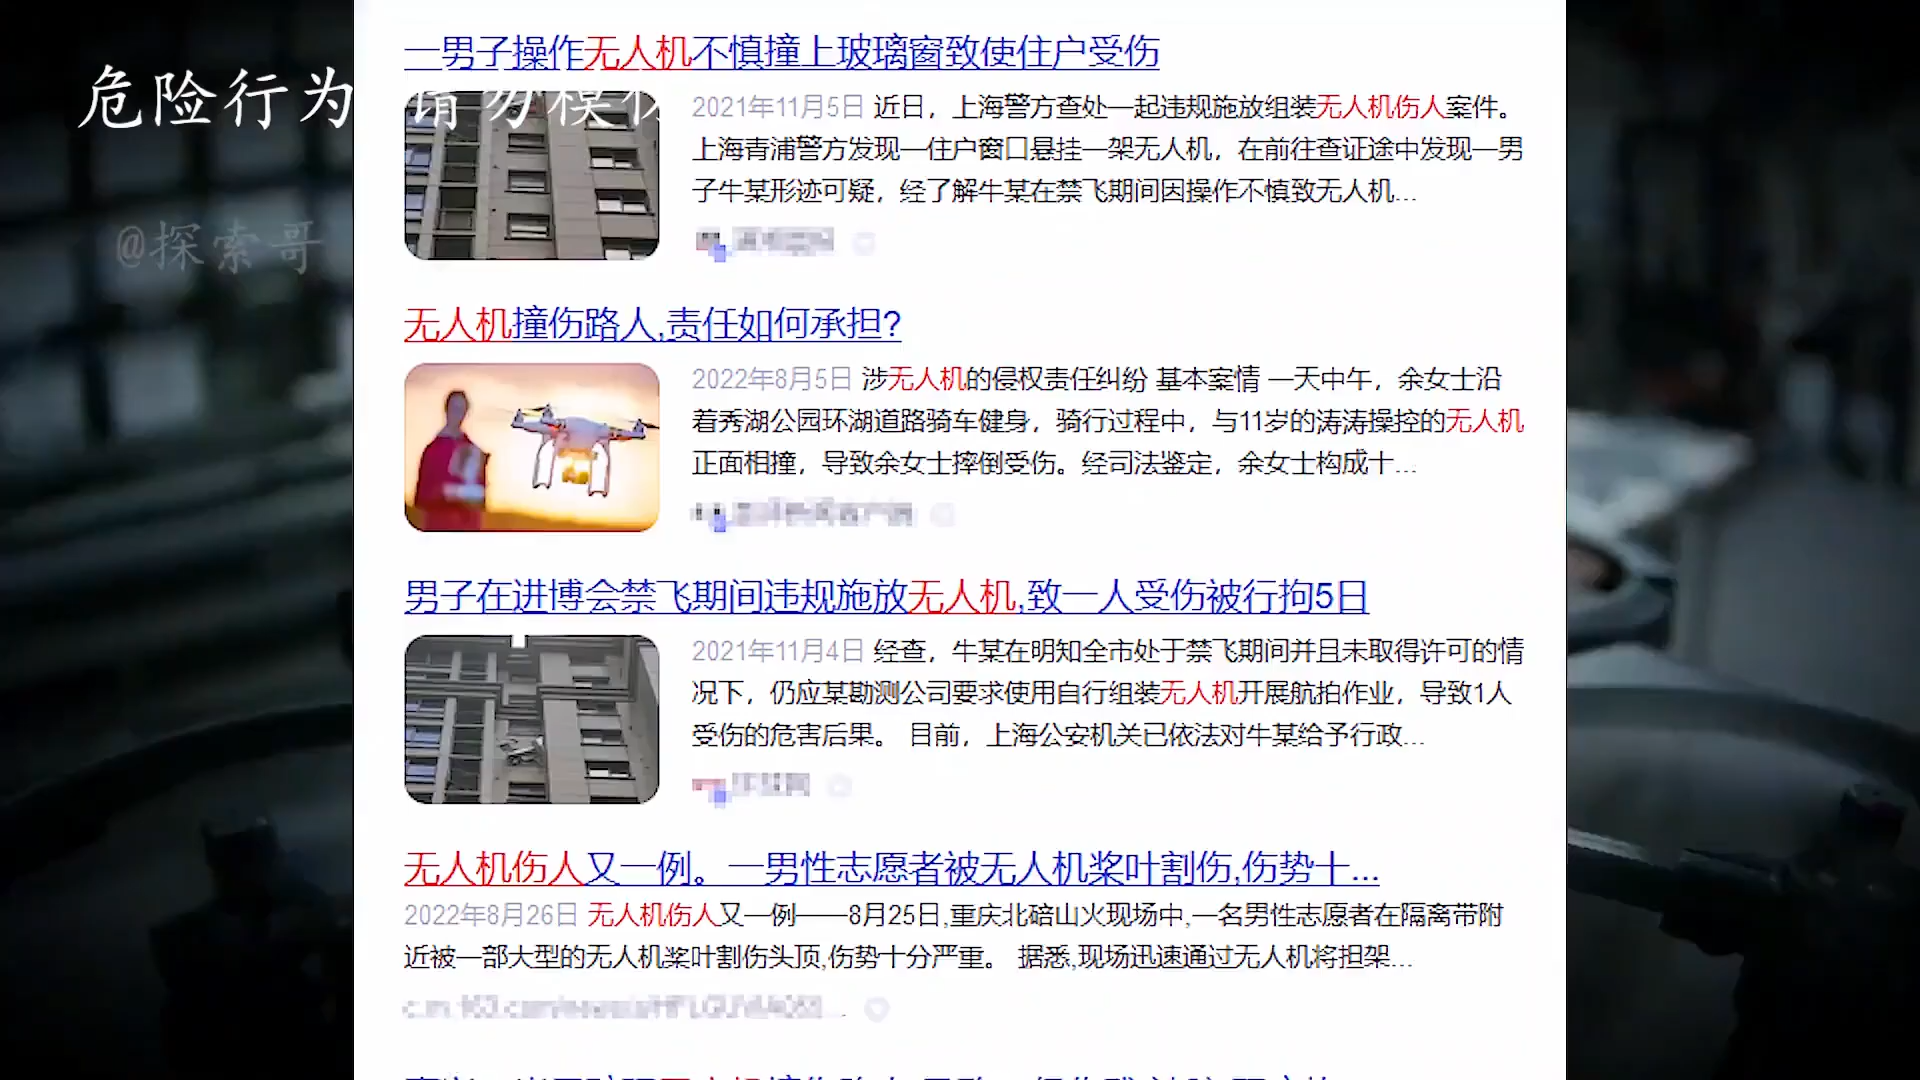 一男子操作无人机不慎撞上玻璃窗致使住户受伤
危险行为 请勿模仿
2021年11月5日 近日，上海警方查处一起违规施放组装无人机伤人案件。
上海青浦警方发现一住户窗口悬挂一架无人机，在前往查证途中发现一男
子牛某形迹可疑，经了解牛某在禁飞期间因操作不慎致无人机...
@探索哥
无人机撞伤路人,责任如何承担?
2022年8月5日 涉无人机的侵权责任纠纷 基本案情 一天中午，余女士沿
着秀湖公园环湖道路骑车健身，骑行过程中，与11岁的涛涛操控的无人机
正面相撞，导致余女士摔倒受伤。经司法鉴定，余女士构成十...
男子在进博会禁飞期间违规施放无人机,致一人受伤被行拘5日
2021年11月4日 经查，牛某在明知全市处于禁飞期间并且未取得许可的情
况下，仍应某勘测公司要求使用自行组装无人机开展航拍作业，导致1人
受伤的危害后果。 目前，上海公安机关已依法对牛某给予行政...
无人机伤人又一例。一男性志愿者被无人机桨叶割伤,伤势十...
2022年8月26日 无人机伤人又一例——8月25日,重庆北碚山火现场中,一名男性志愿者在隔离带附
近被一部大型的无人机桨叶割伤头顶,伤势十分严重。 据悉,现场迅速通过无人机将担架...